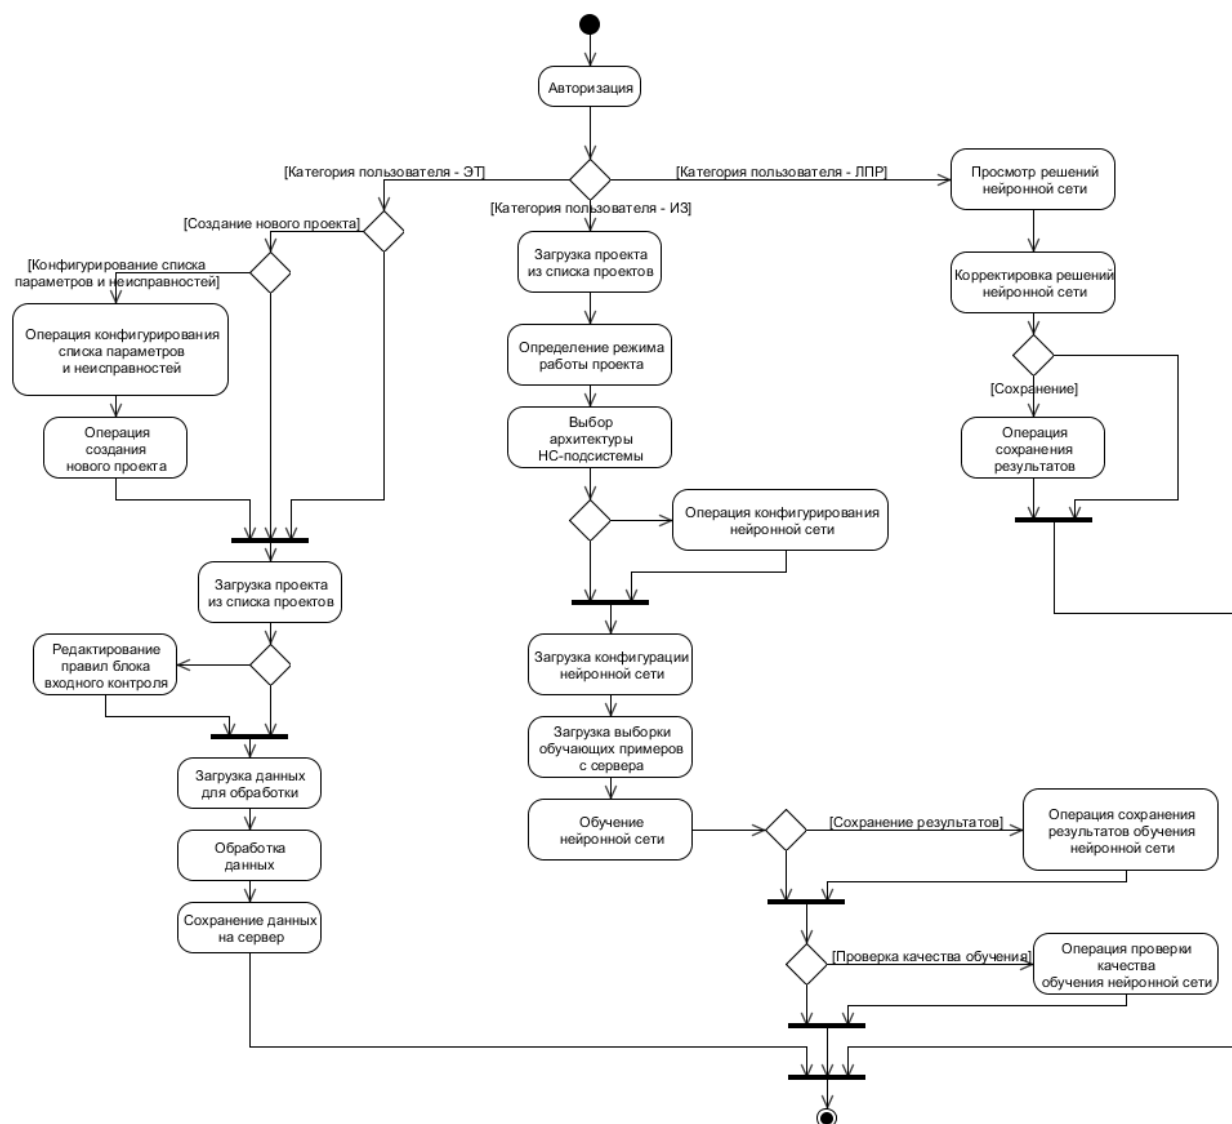 Авторизация
[Категория пользователя - ЭТ]
[Категория пользователя - ЛПР]
[Категория пользователя - ИЗ]
Просмотр решений
нейронной сети
[Создание нового проекта]
[Конфигурирование списка
параметров и неисправностей]
Загрузка проекта
из списка проектов
Корректировка решений
нейронной сети
Операция конфигурирования
списка параметров
и неисправностей
Определение режима
работы проекта
[Сохранение]
Операция
создания
нового проекта
Выбор
архитектуры
НС-подсистемы
Операция
сохранения
результатов
Операция конфигурирования
нейронной сети
Загрузка проекта
из списка проектов
Редактирование
правил блока
входного контроля
Загрузка конфигурации
нейронной сети
Загрузка выборки
обучающих примеров
с сервера
Загрузка данных
для обработки
Обучение
нейронной сети
[Сохранение результатов]
Операция сохранения
результатов обучения
нейронной сети
Обработка
данных
Сохранение данных
на сервер
[Проверка качества обучения]
Операция проверки
качества
обучения нейронной сети